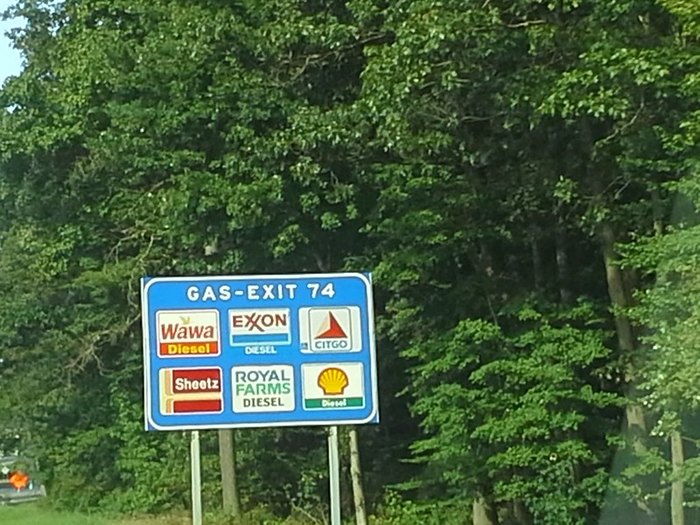 GAS-EXIT 74
Wawa
Diesel
EXXON
DIESEL
CITGO
Sheetz
ROYAL
FARMS
DIESEL
Diesel